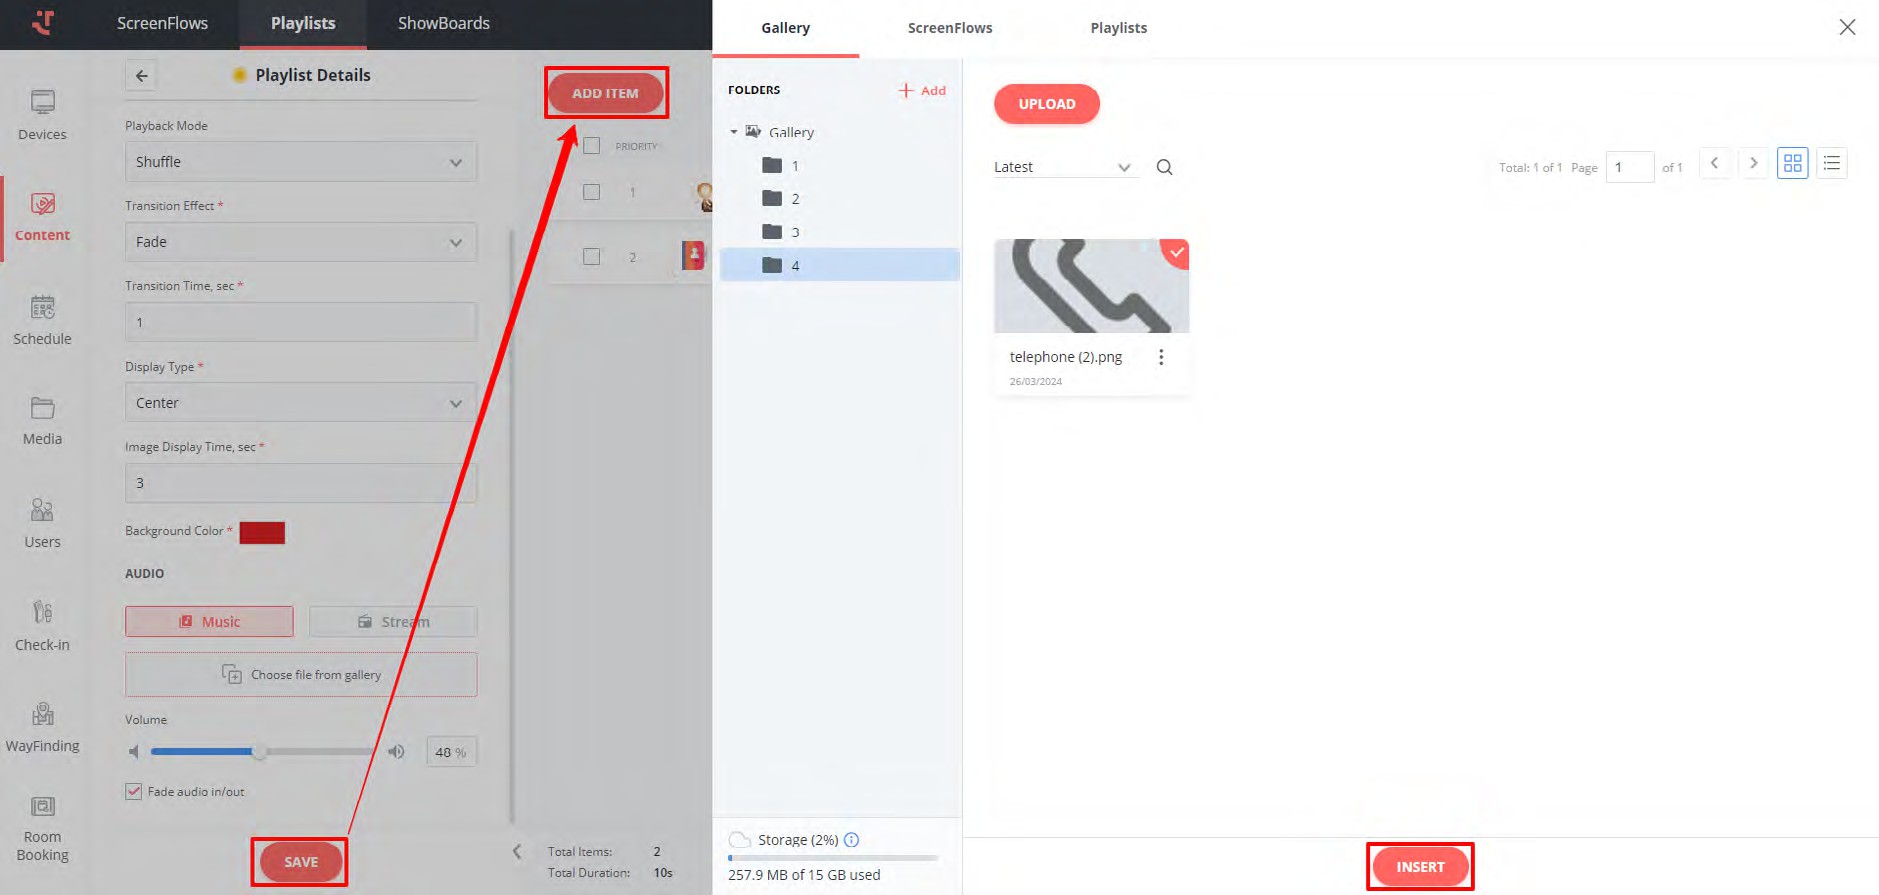 ScreenFlows
Playlists
ShowBoards
Devices
Content
Schedule
Media
Users
Check-in
WayFinding
Room
Booking
Playlist Details
Playback Mode
Shuffle
Transition Effect *
Fade
Transition Time, sec *
1
Display Type *
Center
Image Display Time, sec *
3
Background Color *
AUDIO
Music
Stream
Choose file from gallery
Volume
48 %
Fade audio in/out
SAVE
ADD ITEM
PRIORITY
1
2
Total Items: 2
Total Duration: 10s
Gallery
ScreenFlows
Playlists
FOLDERS
Add
Gallery
1
2
3
4
Storage (2%)
257.9 MB of 15 GB used
UPLOAD
Latest
Total: 1 of 1 Page 1 of 1
telephone (2).png
26/03/2024
INSERT